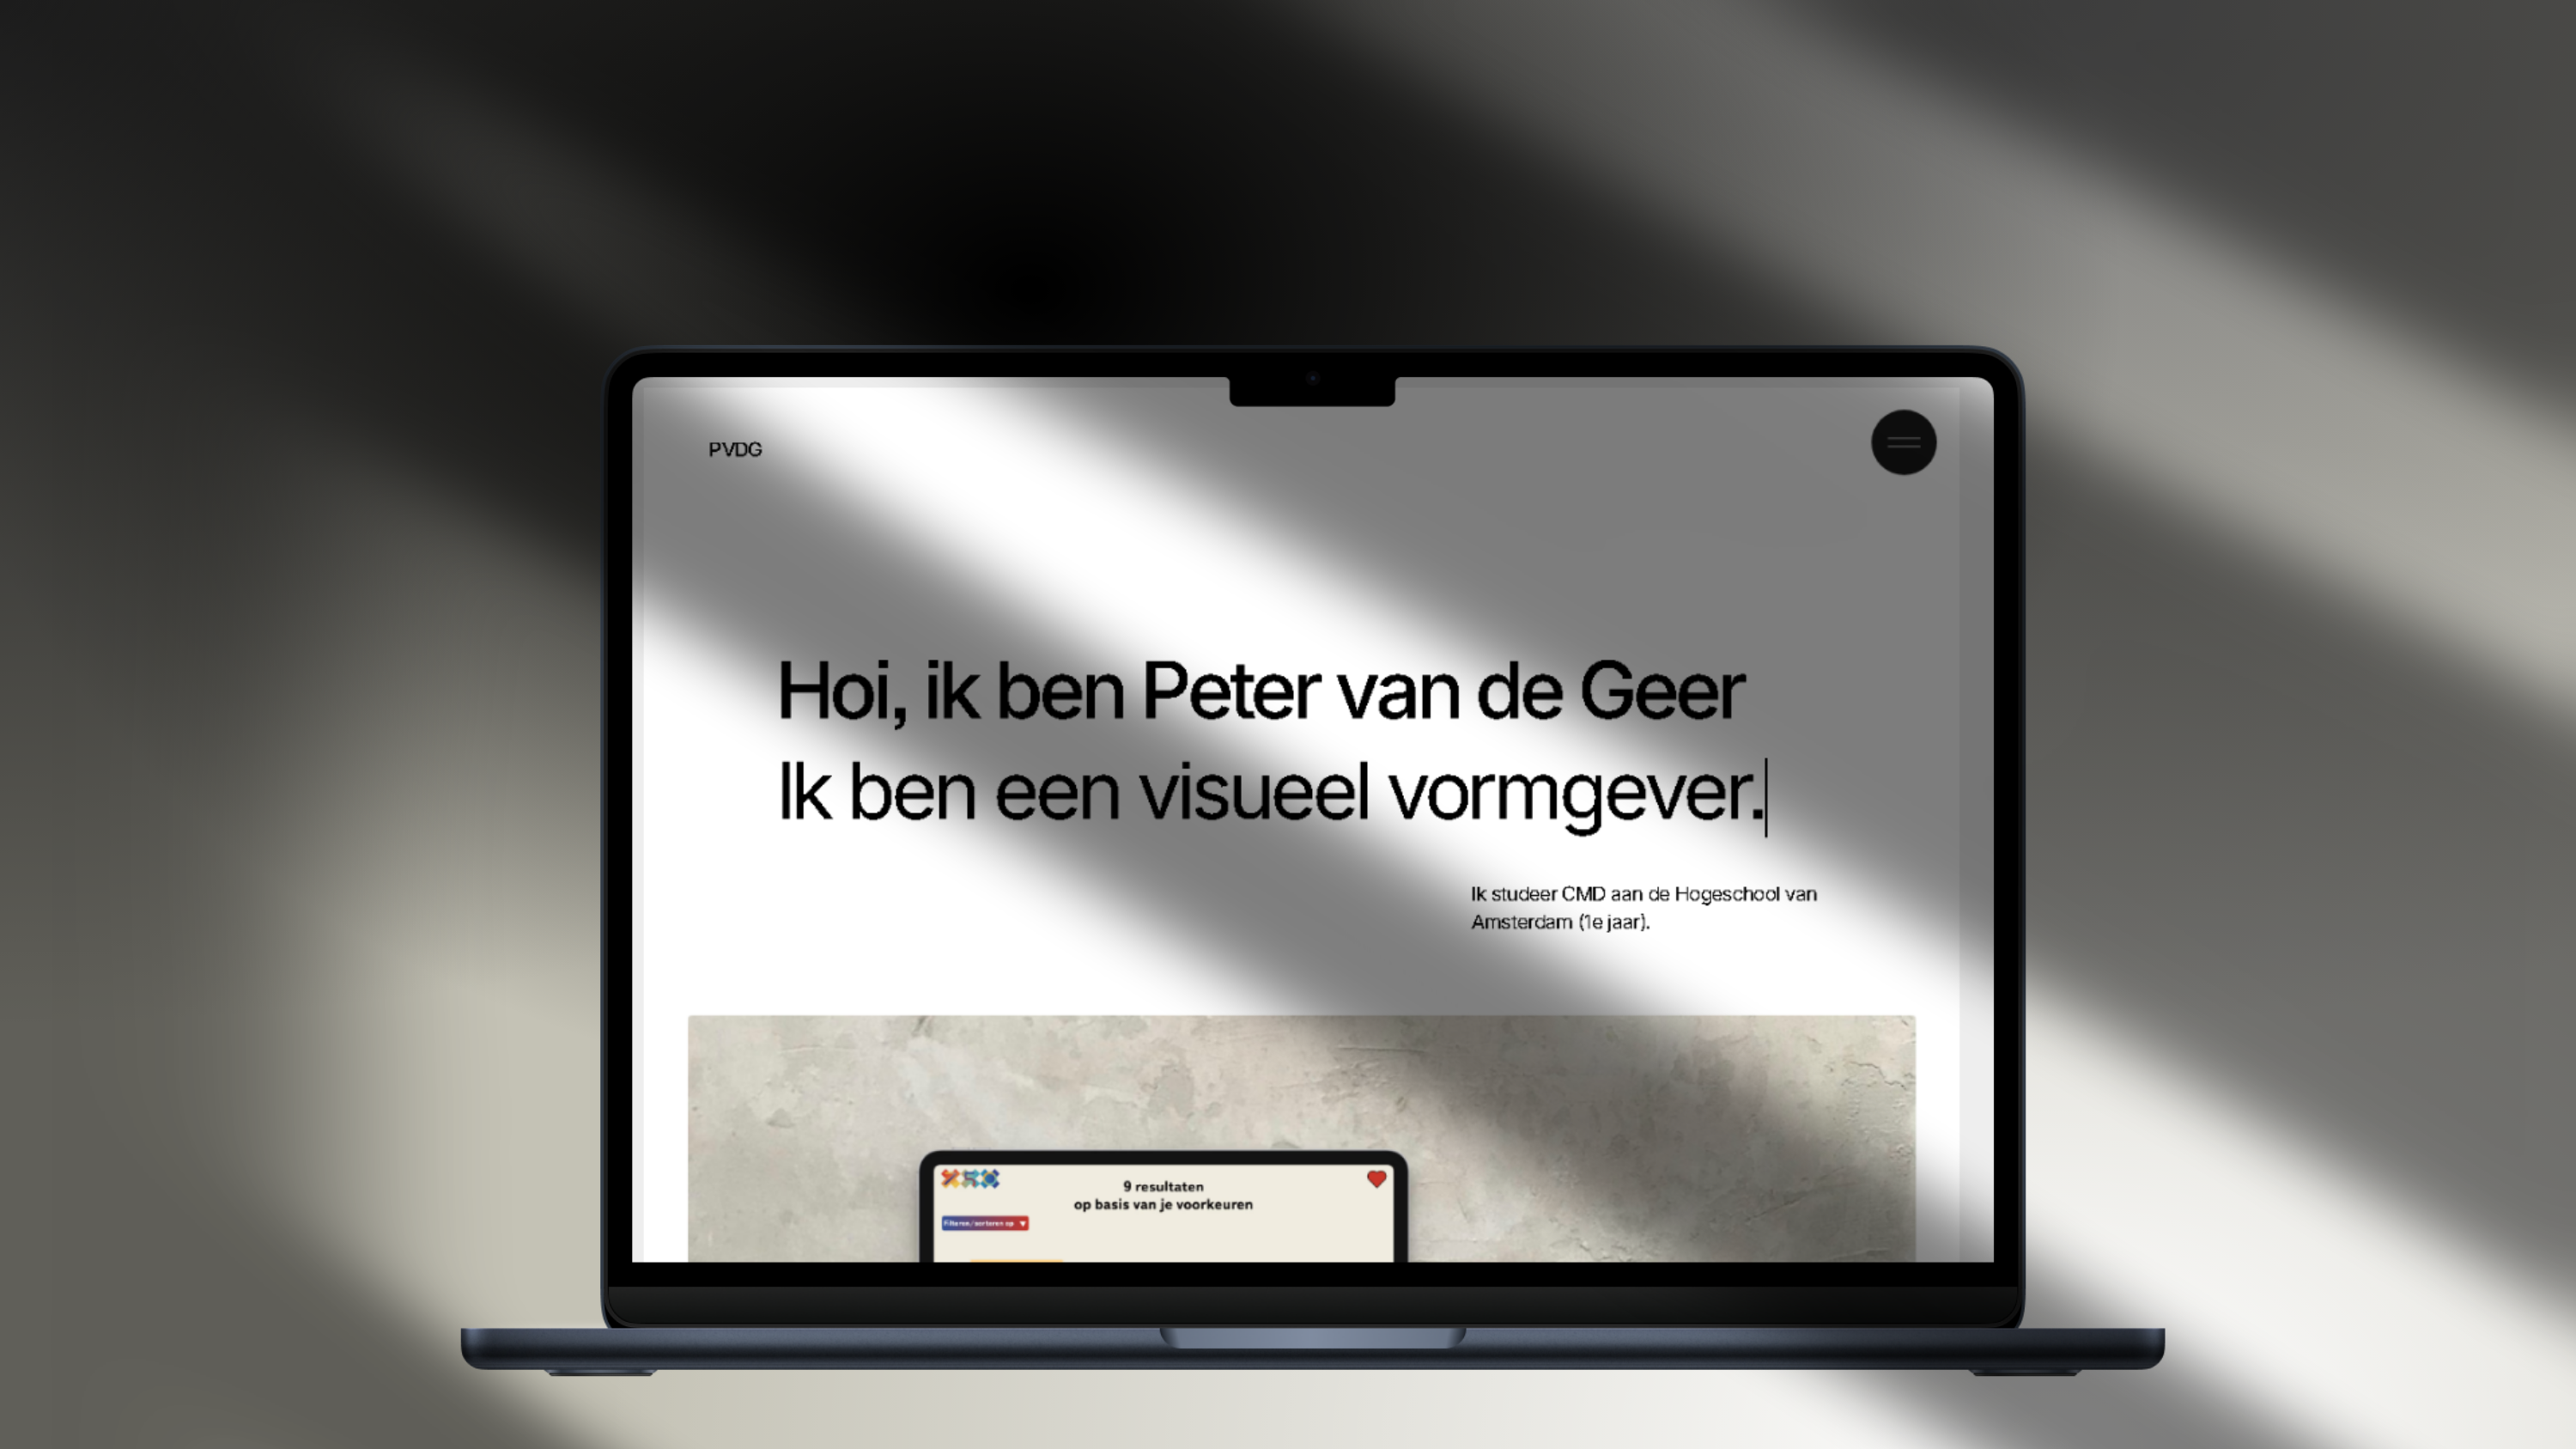 PVDG
Hoi, ik ben Peter van de Geer
Ik ben een visueel vormgever.
Ik studeer CMD aan de Hogeschool van
Amsterdam (1e jaar).
9 resultaten
op basis van je voorkeuren
Filteren/sorteren op